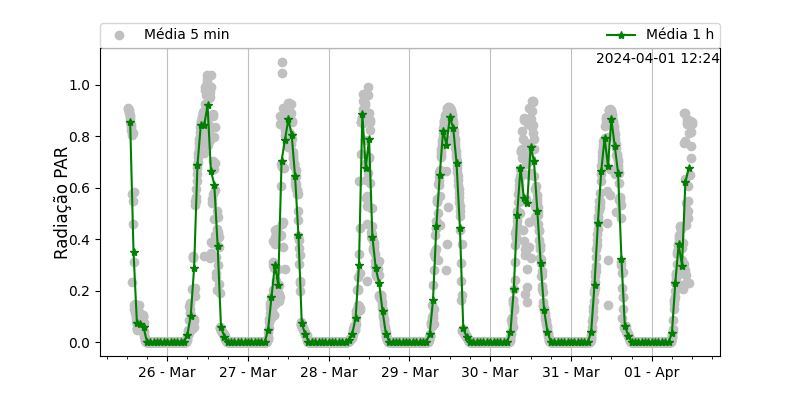 Média 5 min
Média 1 h
2024-04-01 12:24
Radiação PAR
1.0
0.8
0.6
0.4
0.2
0.0
26 - Mar
27 - Mar
28 - Mar
29 - Mar
30 - Mar
31 - Mar
01 - Apr